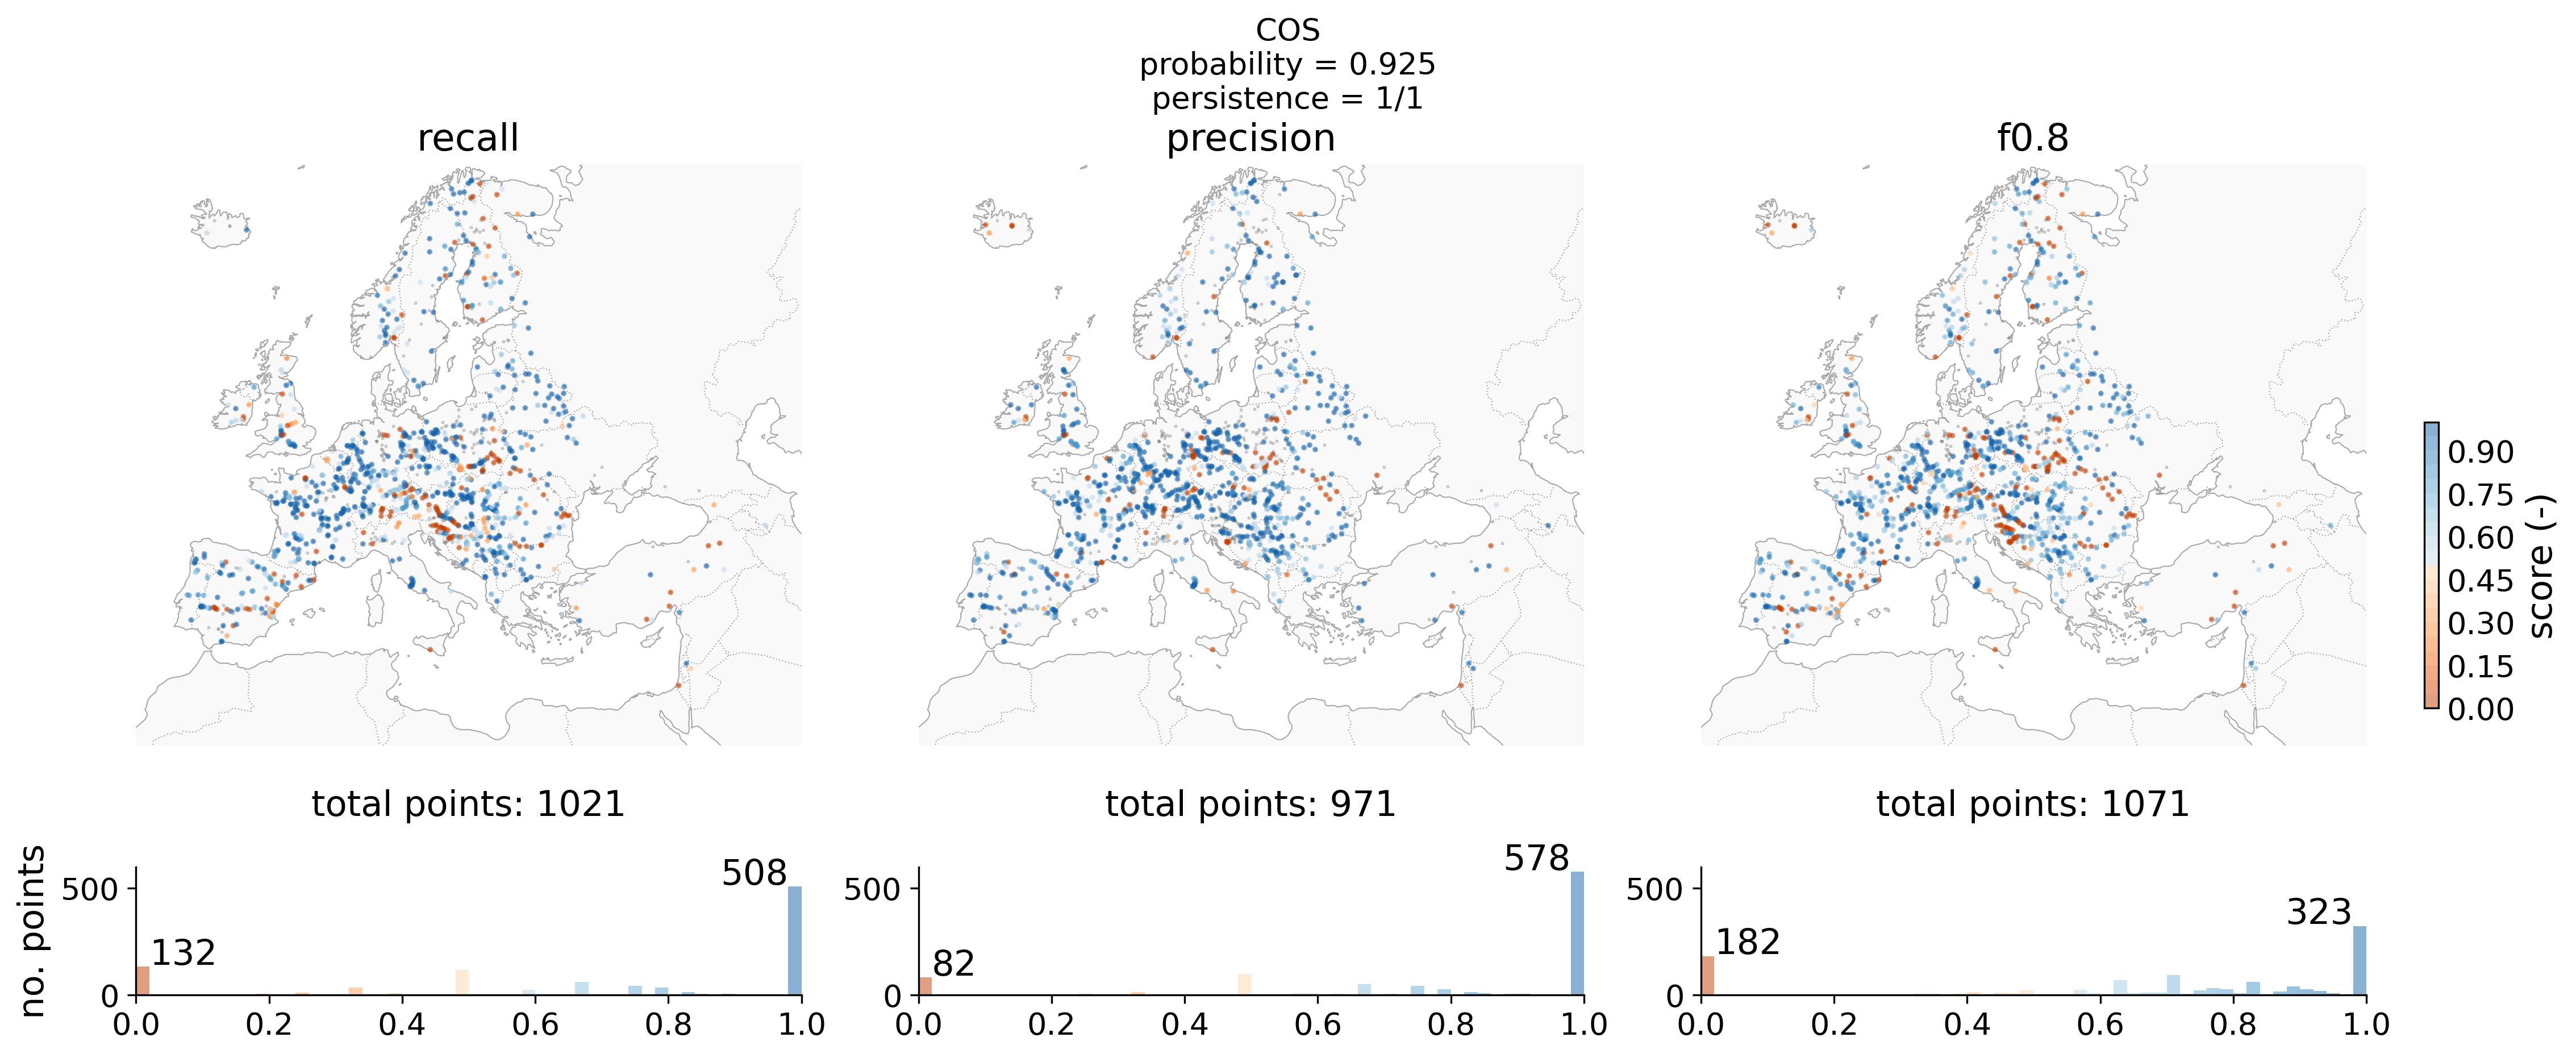 COS
probability = 0.925
persistence = 1/1
recall
precision
f0.8
0.90
0.75
0.60
0.45
0.30
0.15
0.00
score (-)
total points: 1021
total points: 971
total points: 1071
no. points
500
0
132
508
0.0 0.2 0.4 0.6 0.8 1.0
500
0
82
578
0.0 0.2 0.4 0.6 0.8 1.0
500
0
182
323
0.0 0.2 0.4 0.6 0.8 1.0